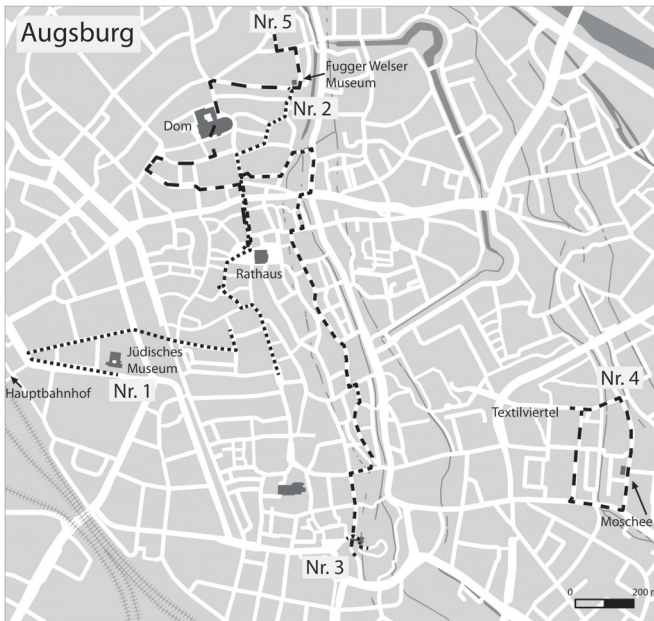 Augsburg
Nr. 5
Fugger Welser
Museum
Nr. 2
Dom
Rathaus
Jüdisches
Museum
Nr. 1
Hauptbahnhof
Nr. 4
Textilviertel
Moschee
Nr. 3
0 200 m